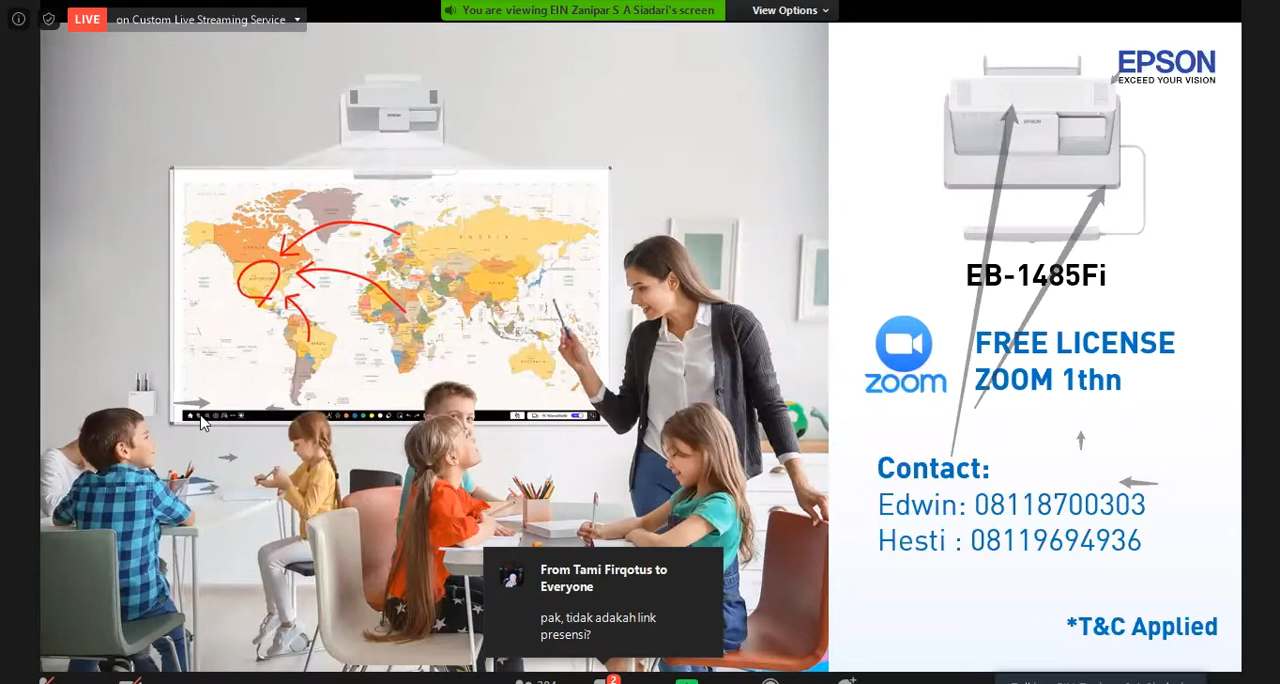 LIVE
on Custom Live Streaming Service
You are viewing EIN Zanipar S A Siadari's screen
View Options
EPSON
EXCEED YOUR VISION
EB-1485Fi
zoom
FREE LICENSE
ZOOM 1thn
Contact:
Edwin: 08118700303
Hesti : 08119694936
*T&C Applied
From Tami Firqotus to
Everyone
pak, tidak adakah link
presensi?
2